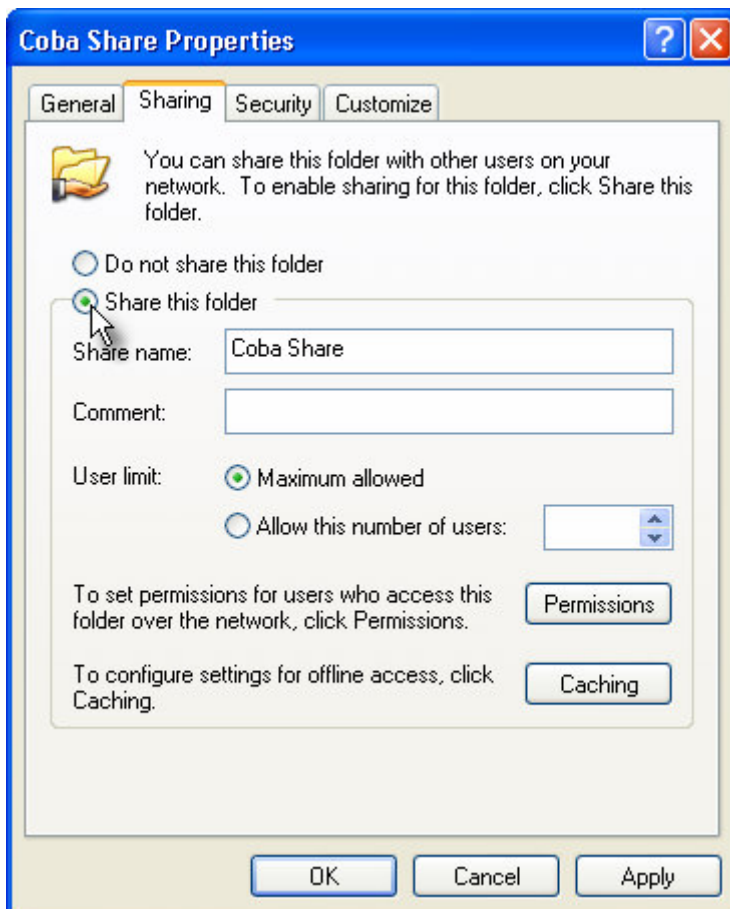 Coba Share Properties
General Sharing Security Customize
You can share this folder with other users on your
network. To enable sharing for this folder, click Share this
folder.
Do not share this folder
Share this folder
Share name: Coba Share
Comment:
User limit: Maximum allowed
Allow this number of users:
To set permissions for users who access this
folder over the network, click Permissions.
Permissions
To configure settings for offline access, click
Caching.
Caching
OK Cancel Apply